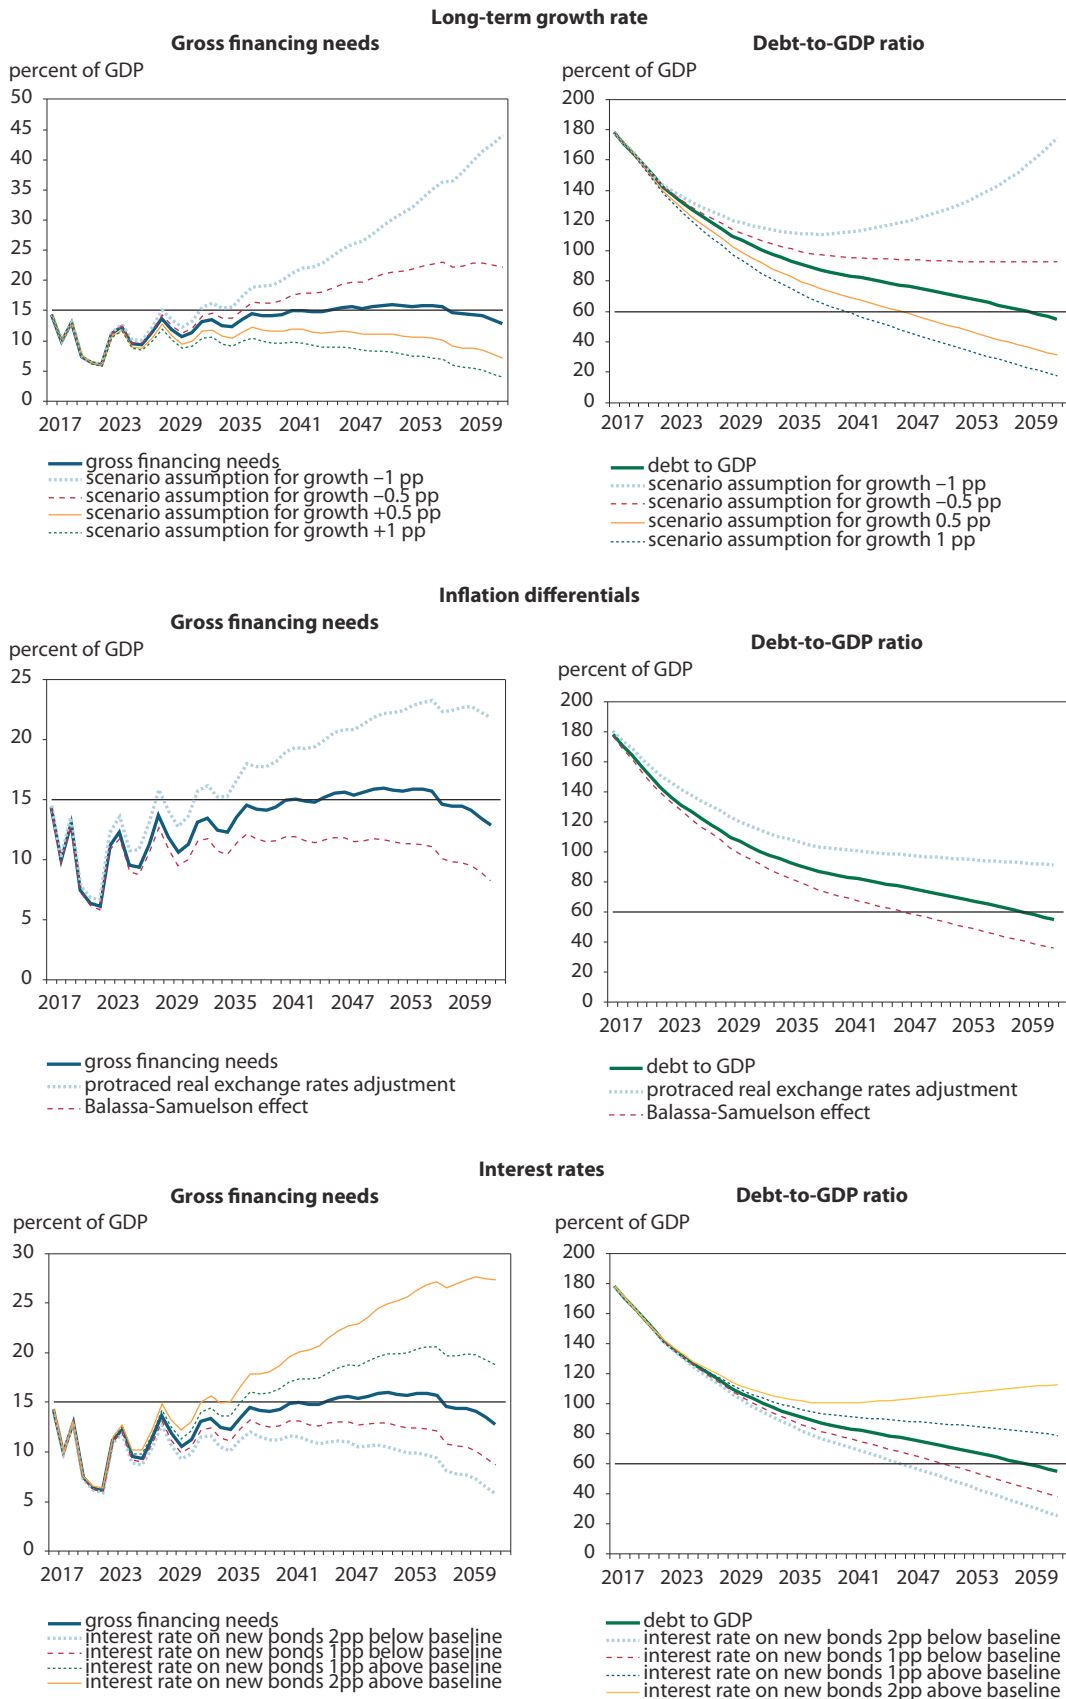 Long-term growth rate
Gross financing needs
percent of GDP
50
45
40
35
30
25
20
15
10
5
0
2017 2023 2029 2035 2041 2047 2053 2059
gross financing needs
scenario assumption for growth –1 pp
scenario assumption for growth –0.5 pp
scenario assumption for growth +0.5 pp
scenario assumption for growth +1 pp
Debt-to-GDP ratio
percent of GDP
200
180
160
140
120
100
80
60
40
20
0
2017 2023 2029 2035 2041 2047 2053 2059
debt to GDP
scenario assumption for growth –1 pp
scenario assumption for growth –0.5 pp
scenario assumption for growth 0.5 pp
scenario assumption for growth 1 pp
Inflation differentials
Gross financing needs
percent of GDP
25
20
15
10
5
0
2017 2023 2029 2035 2041 2047 2053 2059
gross financing needs
protraced real exchange rates adjustment
Balassa-Samuelson effect
Debt-to-GDP ratio
percent of GDP
200
180
160
140
120
100
80
60
40
20
0
2017 2023 2029 2035 2041 2047 2053 2059
debt to GDP
protraced real exchange rates adjustment
Balassa-Samuelson effect
Interest rates
Gross financing needs
percent of GDP
30
25
20
15
10
5
0
2017 2023 2029 2035 2041 2047 2053 2059
gross financing needs
interest rate on new bonds 2pp below baseline
interest rate on new bonds 1pp below baseline
interest rate on new bonds 1pp above baseline
interest rate on new bonds 2pp above baseline
Debt-to-GDP ratio
percent of GDP
200
180
160
140
120
100
80
60
40
20
0
2017 2023 2029 2035 2041 2047 2053 2059
debt to GDP
interest rate on new bonds 2pp below baseline
interest rate on new bonds 1pp below baseline
interest rate on new bonds 1pp above baseline
interest rate on new bonds 2pp above baseline